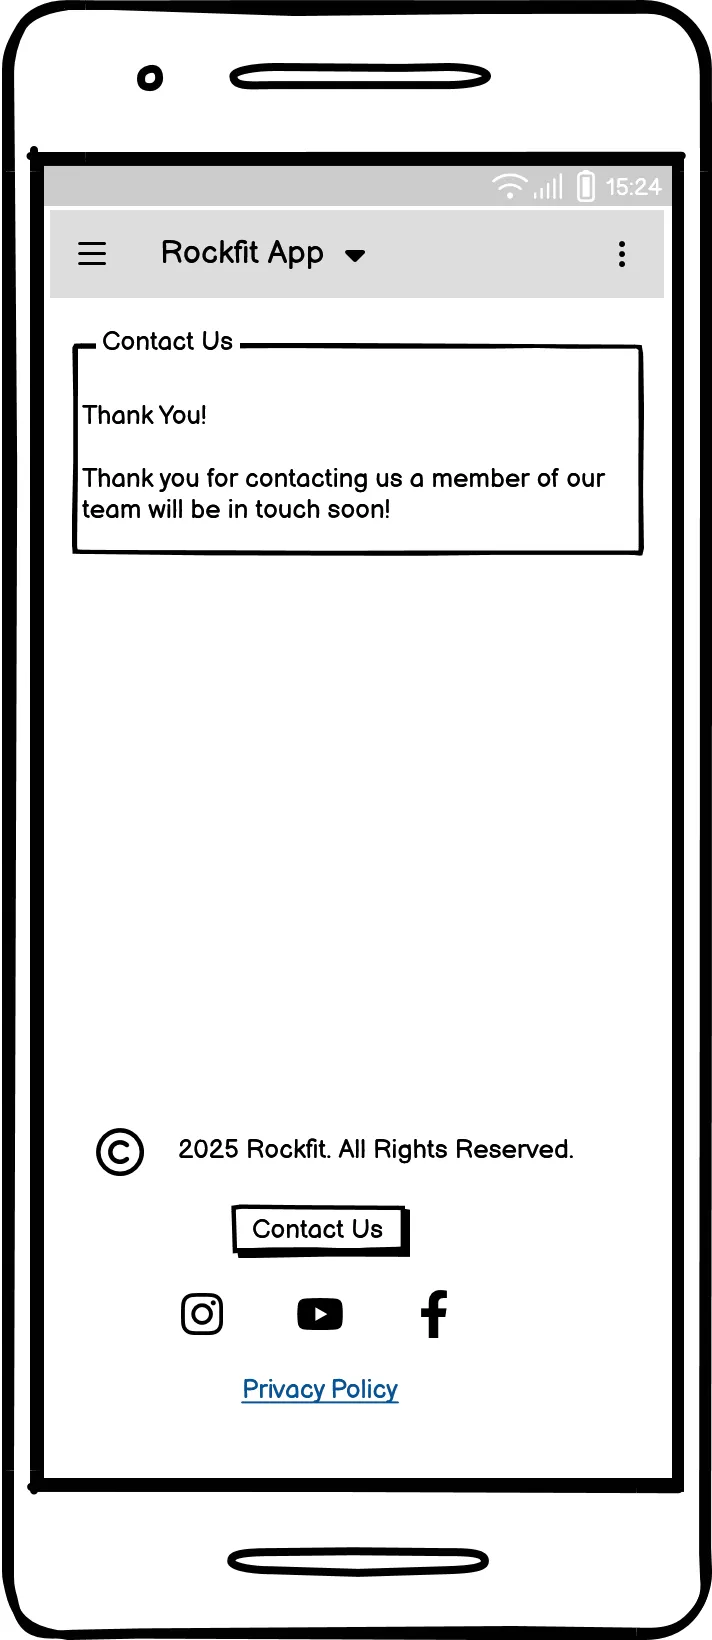 15:24
Rockfit App
Contact Us
Thank You!
Thank you for contacting us a member of our
team will be in touch soon!
© 2025 Rockfit. All Rights Reserved.
Contact Us
Privacy Policy